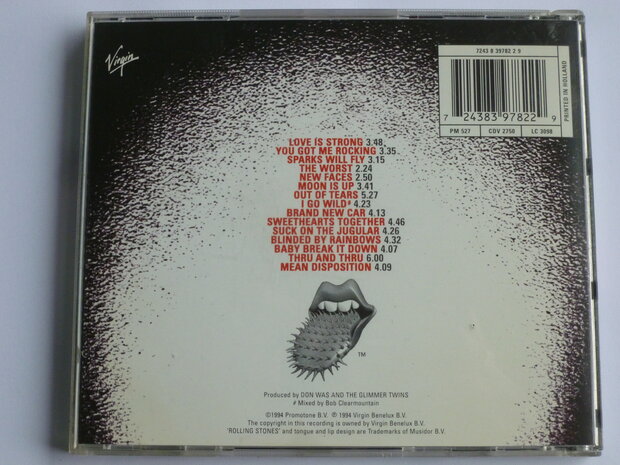 Virgin
7243 8 39782 2 9
7 24383 97822 9
PM 527 CDV 2750 LC 3098
PRINTED IN HOLLAND
LOVE IS STRONG 3.48
YOU GOT ME ROCKING 3.35
SPARKS WILL FLY 3.15
THE WORST 2.24
NEW FACES 2.50
MOON IS UP 3.41
OUT OF TEARS 5.27
I GO WILD# 4.23
BRAND NEW CAR 4.13
SWEETHEARTS TOGETHER 4.46
SUCK ON THE JUGULAR 4.26
BLINDED BY RAINBOWS 4.32
BABY BREAK IT DOWN 4.07
THRU AND THRU 6.00
MEAN DISPOSITION 4.09
TM
Produced by DON WAS AND THE GLIMMER TWINS
# Mixed by Bob Clearmountain
©1994 Promotone B.V. ℗ 1994 Virgin Benelux B.V.
The copyright in this recording is owned by Virgin Benelux B.V.
'ROLLING STONES' and tongue and lip design are Trademarks of Musidor B.V.